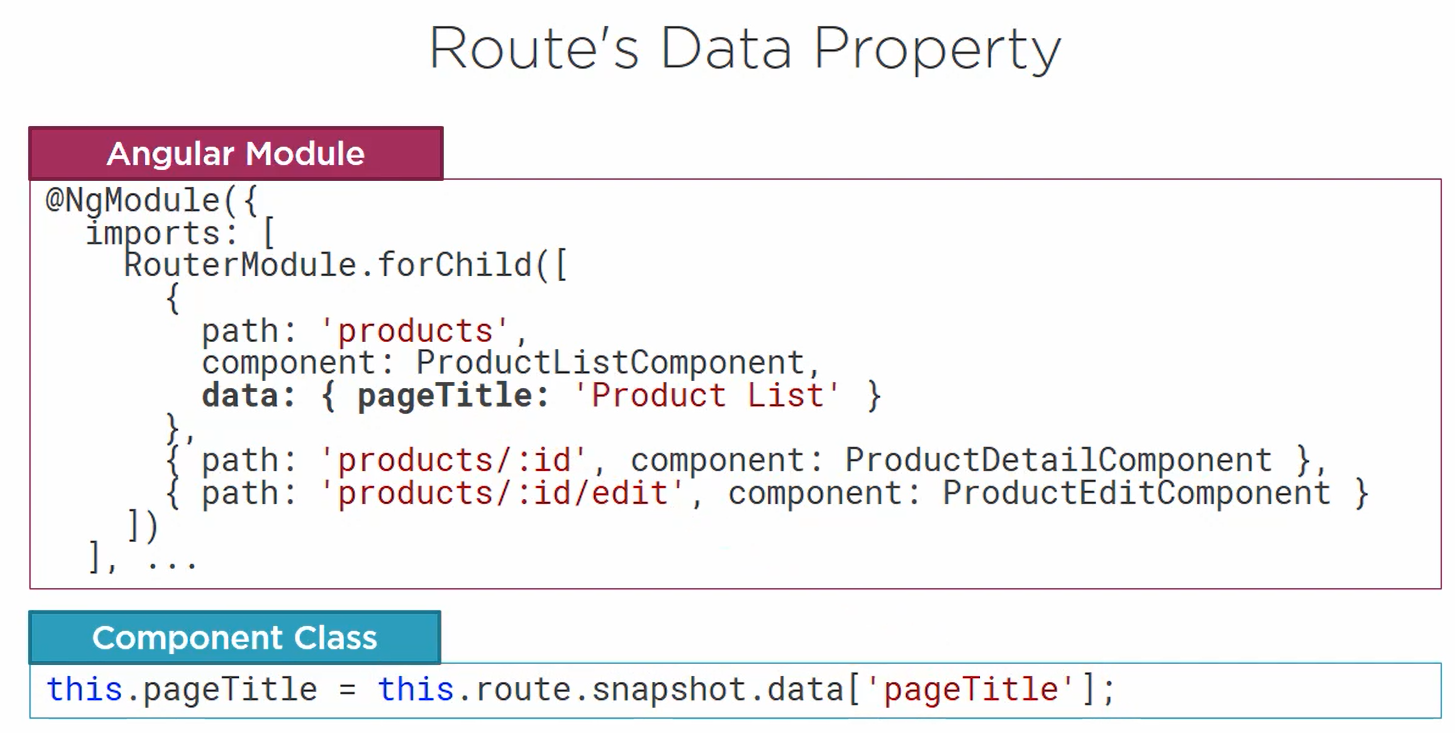 Route's Data Property
Angular Module
@NgModule({
  imports: [
    RouterModule.forChild([
      {
        path: 'products',
        component: ProductListComponent,
        data: { pageTitle: 'Product List' }
      },
      { path: 'products/:id', component: ProductDetailComponent },
      { path: 'products/:id/edit', component: ProductEditComponent }
    ])
  ], ...
Component Class
this.pageTitle = this.route.snapshot.data['pageTitle'];